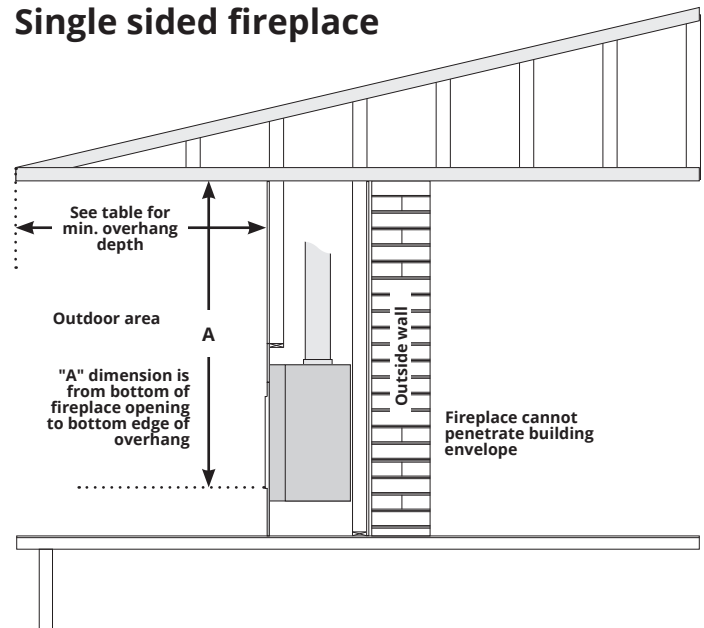 Single sided fireplace
See table for
min. overhang
depth
Outdoor area
A
"A" dimension is
from bottom of
fireplace opening
to bottom edge of
overhang
Outside wall
Fireplace cannot
penetrate building
envelope